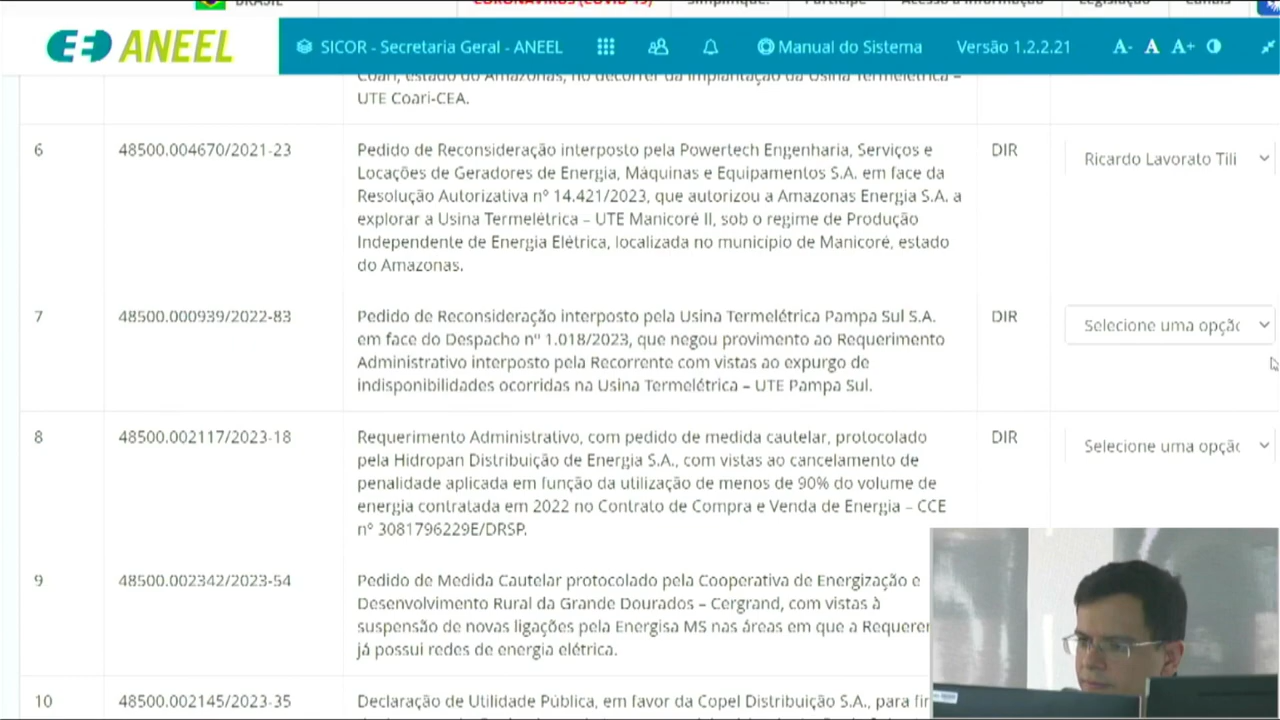 BRASIL
CORONAVÍRUS (COVID-19)
Simplifique!
Participe
Acesso à informação
Legislação
Canais
ANEEL
SICOR - Secretaria Geral - ANEEL
Manual do Sistema
Versão 1.2.2.21
A-
A
A+
Coari, estado do Amazonas, no decorrer da implantação da Usina Termelétrica –
UTE Coari-CEA.
6
48500.004670/2021-23
Pedido de Reconsideração interposto pela Powertech Engenharia, Serviços e
Locações de Geradores de Energia, Máquinas e Equipamentos S.A. em face da
Resolução Autorizativa nº 14.421/2023, que autorizou a Amazonas Energia S.A. a
explorar a Usina Termelétrica – UTE Manicoré II, sob o regime de Produção
Independente de Energia Elétrica, localizada no município de Manicoré, estado
do Amazonas.
DIR
Ricardo Lavorato Tili
7
48500.000939/2022-83
Pedido de Reconsideração interposto pela Usina Termelétrica Pampa Sul S.A.
em face do Despacho nº 1.018/2023, que negou provimento ao Requerimento
Administrativo interposto pela Recorrente com vistas ao expurgo de
indisponibilidades ocorridas na Usina Termelétrica – UTE Pampa Sul.
DIR
Selecione uma opçã
8
48500.002117/2023-18
Requerimento Administrativo, com pedido de medida cautelar, protocolado
pela Hidropan Distribuição de Energia S.A., com vistas ao cancelamento de
penalidade aplicada em função da utilização de menos de 90% do volume de
energia contratada em 2022 no Contrato de Compra e Venda de Energia – CCE
nº 3081796229E/DRSP.
DIR
Selecione uma opçã
9
48500.002342/2023-54
Pedido de Medida Cautelar protocolado pela Cooperativa de Energização e
Desenvolvimento Rural da Grande Dourados – Cergrand, com vistas à
suspensão de novas ligações pela Energisa MS nas áreas em que a Requerer
já possui redes de energia elétrica.
10
48500.002145/2023-35
Declaração de Utilidade Pública, em favor da Copel Distribuição S.A., para fir